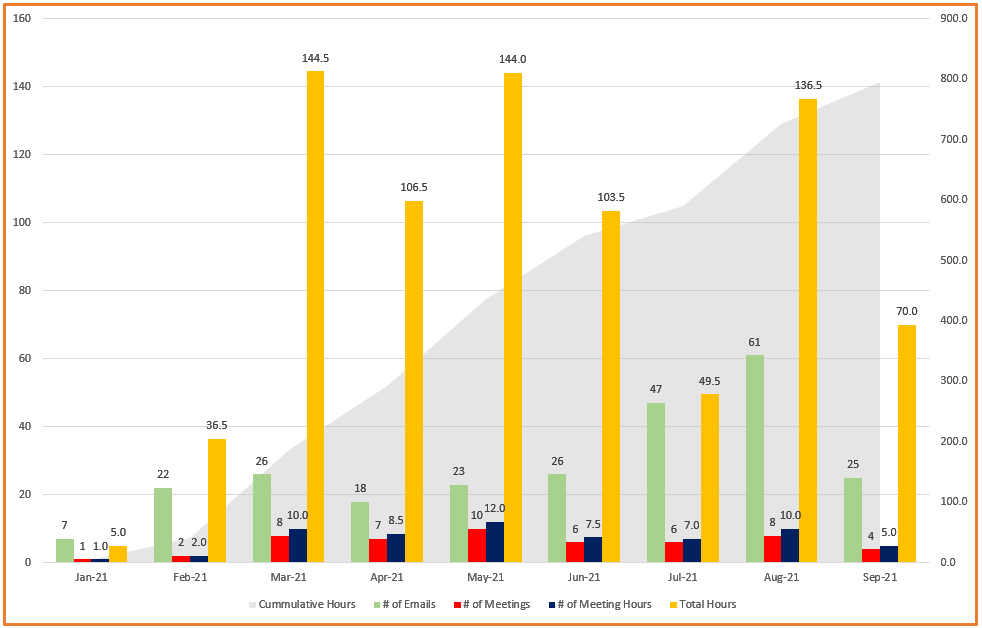 160 900.0
144.5 144.0
140 136.5 800.0
120 700.0
106.5 103.5 600.0
100
80 500.0
70.0 400.0
60 61
47 49.5 300.0
40 36.5
26 23 26 25 200.0
22 18
20 100.0
7 5.0 8 10.0 7 8.5 10 12.0 6 7.5 6 7.0 8 10.0 4 5.0
1 1.0 2 2.0
0 0.0
Jan-21 Feb-21 Mar-21 Apr-21 May-21 Jun-21 Jul-21 Aug-21 Sep-21
Cummulative Hours # of Emails # of Meetings # of Meeting Hours Total Hours